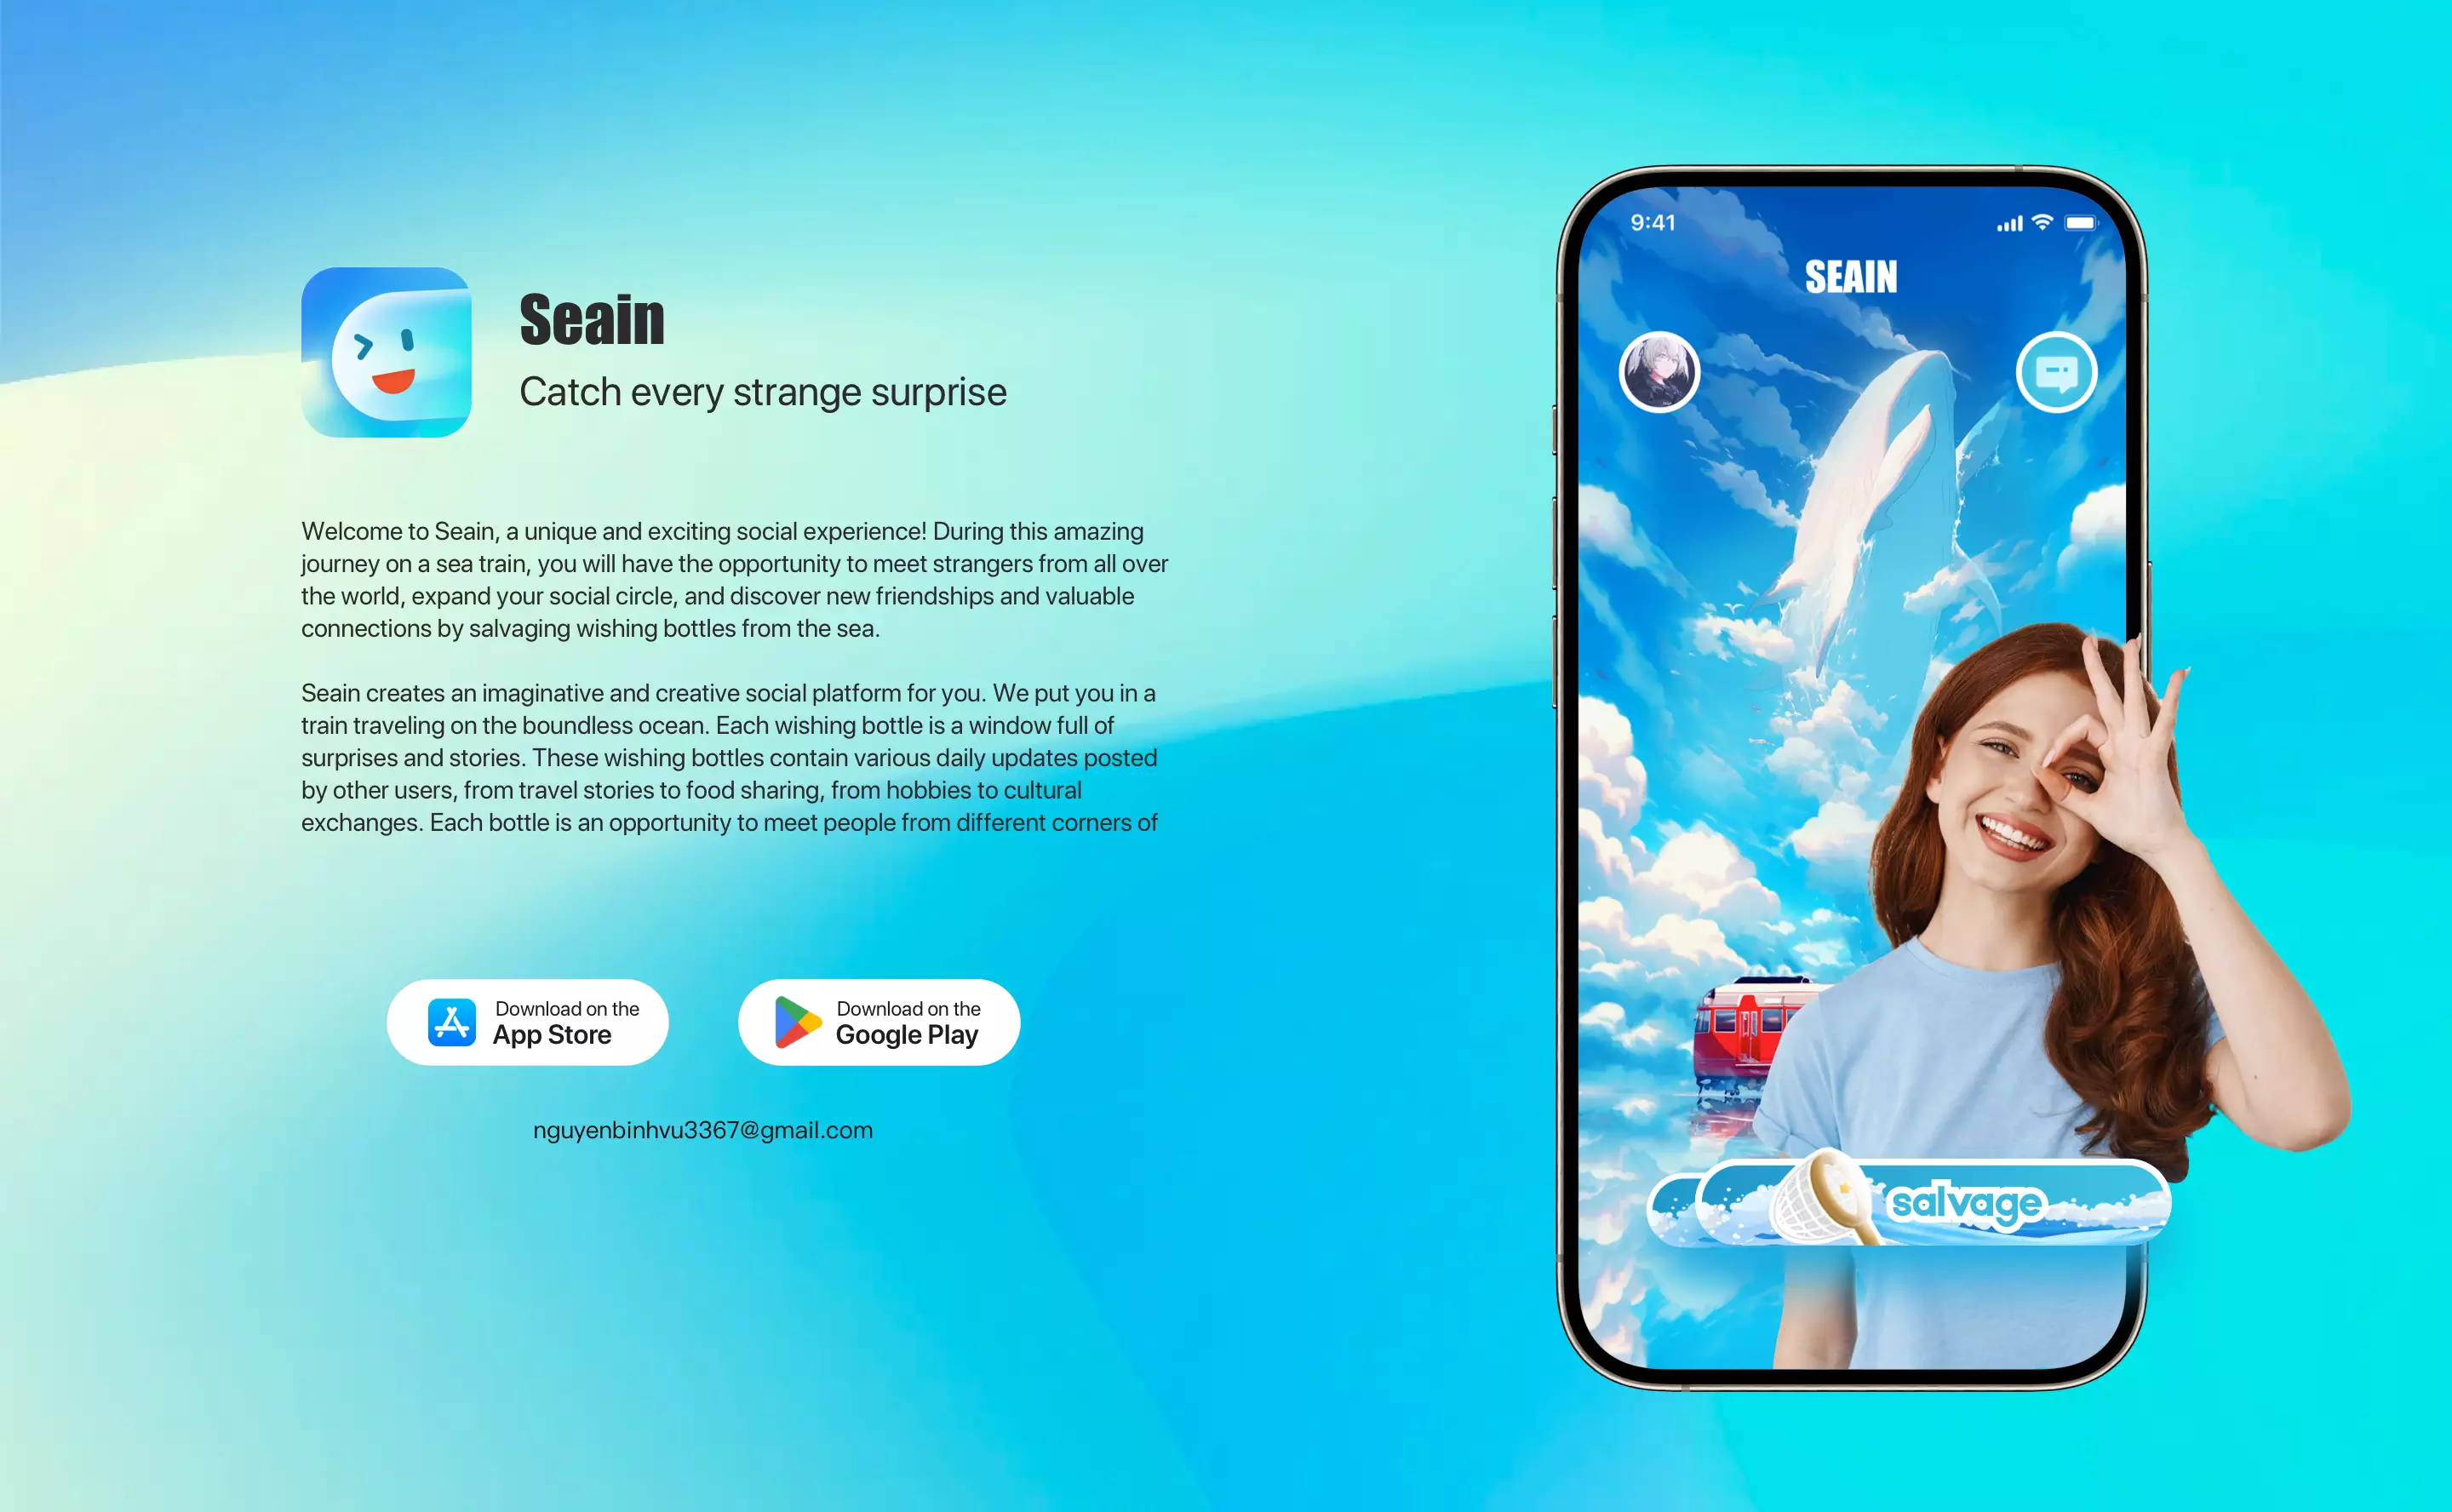 Seain
Catch every strange surprise
Welcome to Seain, a unique and exciting social experience! During this amazing
journey on a sea train, you will have the opportunity to meet strangers from all over
the world, expand your social circle, and discover new friendships and valuable
connections by salvaging wishing bottles from the sea.
Seain creates an imaginative and creative social platform for you. We put you in a
train traveling on the boundless ocean. Each wishing bottle is a window full of
surprises and stories. These wishing bottles contain various daily updates posted
by other users, from travel stories to food sharing, from hobbies to cultural
exchanges. Each bottle is an opportunity to meet people from different corners of
Download on the
App Store
Download on the
Google Play
nguyenbinhvu3367@gmail.com
9:41
SEAIN
salvage